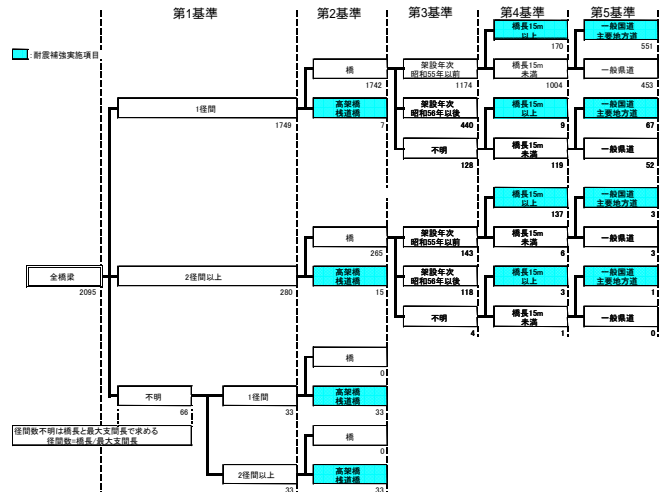 第1基準
第2基準
第3基準
第4基準
第5基準
:耐震補強実施項目
橋
1742
架設年次
昭和55年以前
1174
橋長15m
以上
170
一般国道
主要地方道
551
橋長15m
未満
1004
一般県道
453
1径間
1749
高架橋
桟道橋
7
架設年次
昭和56年以後
440
橋長15m
以上
9
一般国道
主要地方道
67
不明
128
橋長15m
未満
119
一般県道
52
橋
265
架設年次
昭和55年以前
143
橋長15m
以上
137
一般国道
主要地方道
3
橋長15m
未満
6
一般県道
3
全橋梁
2095
2径間以上
280
高架橋
桟道橋
15
架設年次
昭和56年以後
118
橋長15m
以上
3
一般国道
主要地方道
1
不明
4
橋長15m
未満
1
一般県道
0
橋
0
不明
66
1径間
33
高架橋
桟道橋
33
径間数不明は橋長と最大支間長で求める
径間数=橋長/最大支間長
橋
0
2径間以上
33
高架橋
桟道橋
33